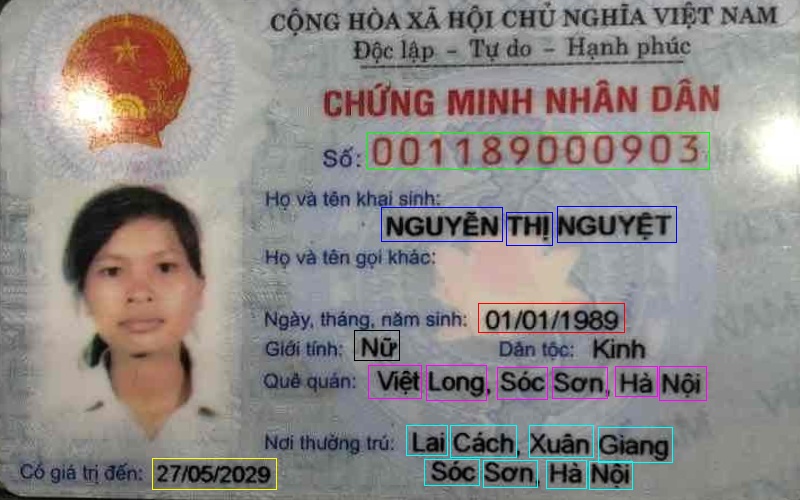 CỘNG HÒA XÃ HỘI CHỦ NGHĨA VIỆT NAM
Độc lập - Tự do - Hạnh phúc
CHỨNG MINH NHÂN DÂN
Số: 001189000903
Họ và tên khai sinh:
NGUYỄN THỊ NGUYỆT
Họ và tên gọi khác:
Ngày, tháng, năm sinh: 01/01/1989
Giới tính: Nữ Dân tộc: Kinh
Quê quán: Việt Long, Sóc Sơn, Hà Nội
Nơi thường trú: Lai Cách, Xuân Giang
Sóc Sơn, Hà Nội
Có giá trị đến: 27/05/2029